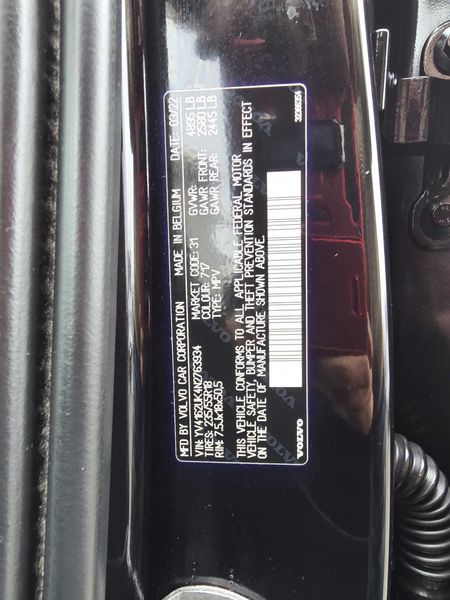 MFD BY VOLVO CAR CORPORATION MADE IN BELGIUM DATE: 03/22
VIN: YV4162UK4N2763934 MARKET CODE: 31 GVWR: 4895 LB
TIRES: 235/55R18 COLOUR: 717 GAWR FRONT: 2580 LB
RIM: 7.5Jx18x50,5 TYPE: MPV GAWR REAR: 2445 LB
THIS VEHICLE CONFORMS TO ALL APPLICABLE FEDERAL MOTOR
VEHICLE SAFETY, BUMPER AND THEFT PREVENTION STANDARDS IN EFFECT
ON THE DATE OF MANUFACTURE SHOWN ABOVE.
VOLVO 32366354